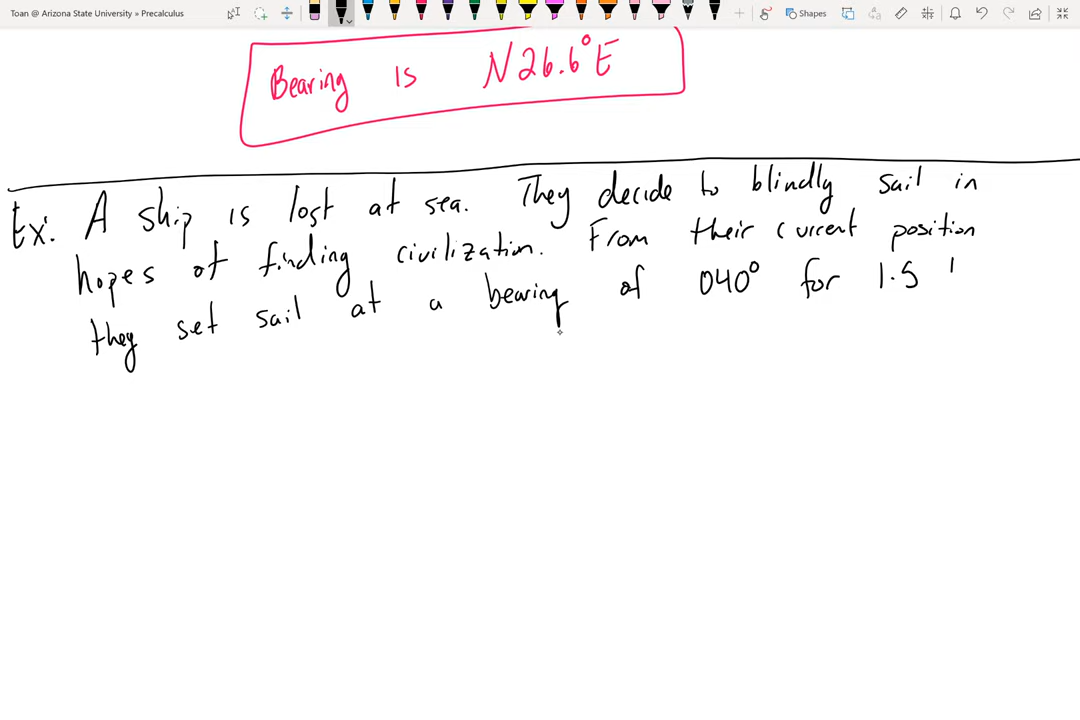 Toan @ Arizona State University » Precalculus
Shapes
Bearing is N26.6°E
Ex: A ship is lost at sea. They decide to blindly sail in
hopes of finding civilization. From their current position
they set sail at a bearing of 040° for 1.5